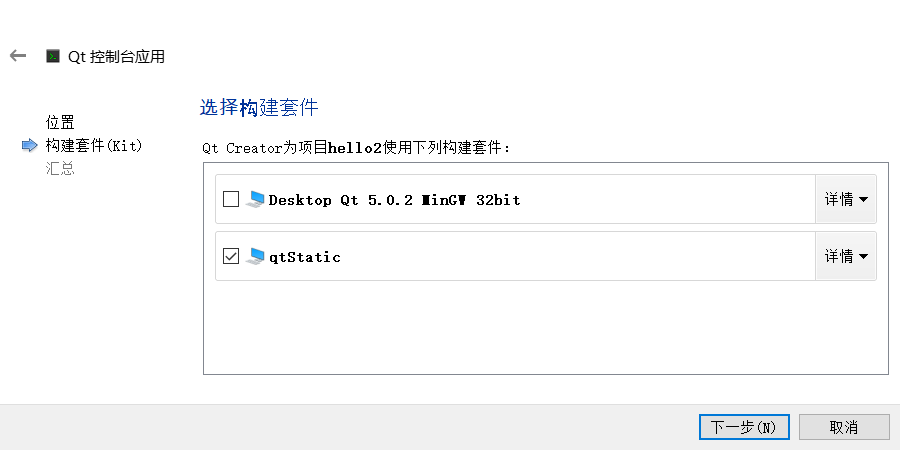 Qt 控制台应用
位置
构建套件(Kit)
汇总
选择构建套件
Qt Creator为项目hello2使用下列构建套件：
Desktop Qt 5.0.2 MinGW 32bit
详情
qtStatic
详情
下一步(N)
取消